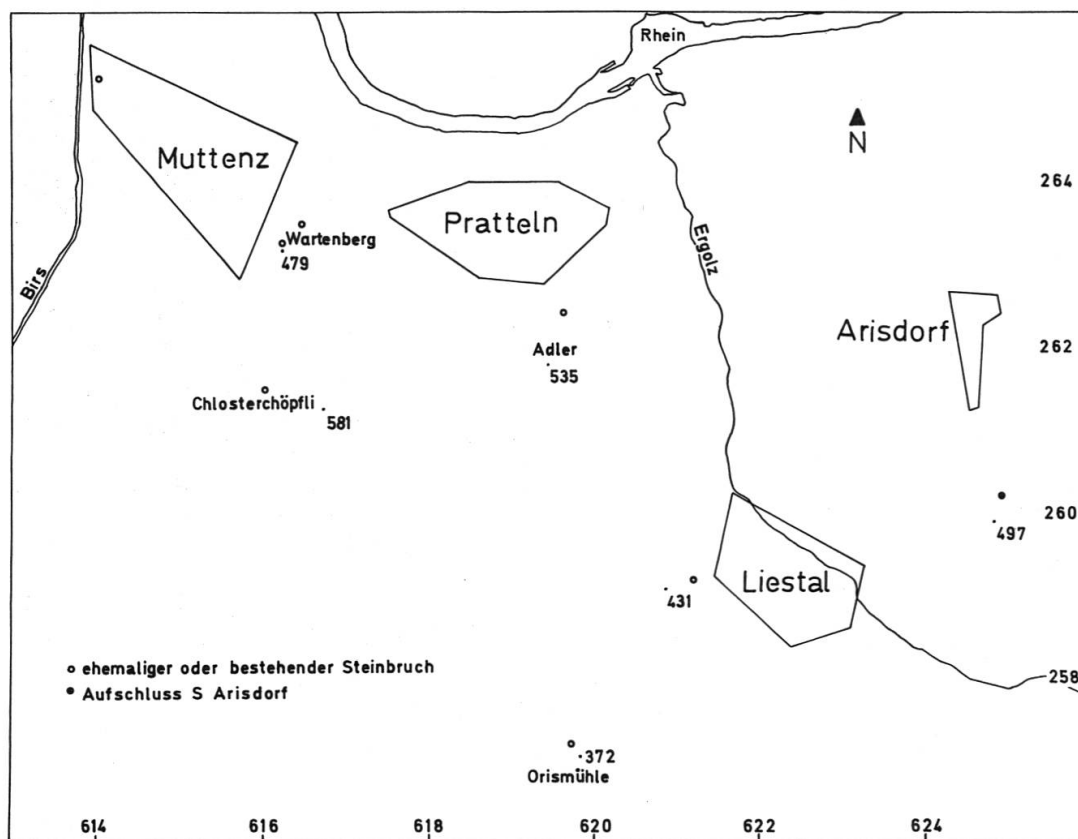 Rhein
N
Muttenz
264
Pratteln
Wartenberg
479
Birs
Ergolz
Arisdorf
262
Adler
535
Chlosterchöpfli
581
260
497
Liestal
431
ehemaliger oder bestehender Steinbruch
258
Aufschluss S Arisdorf
372
Orismühle
614 616 618 620 622 624